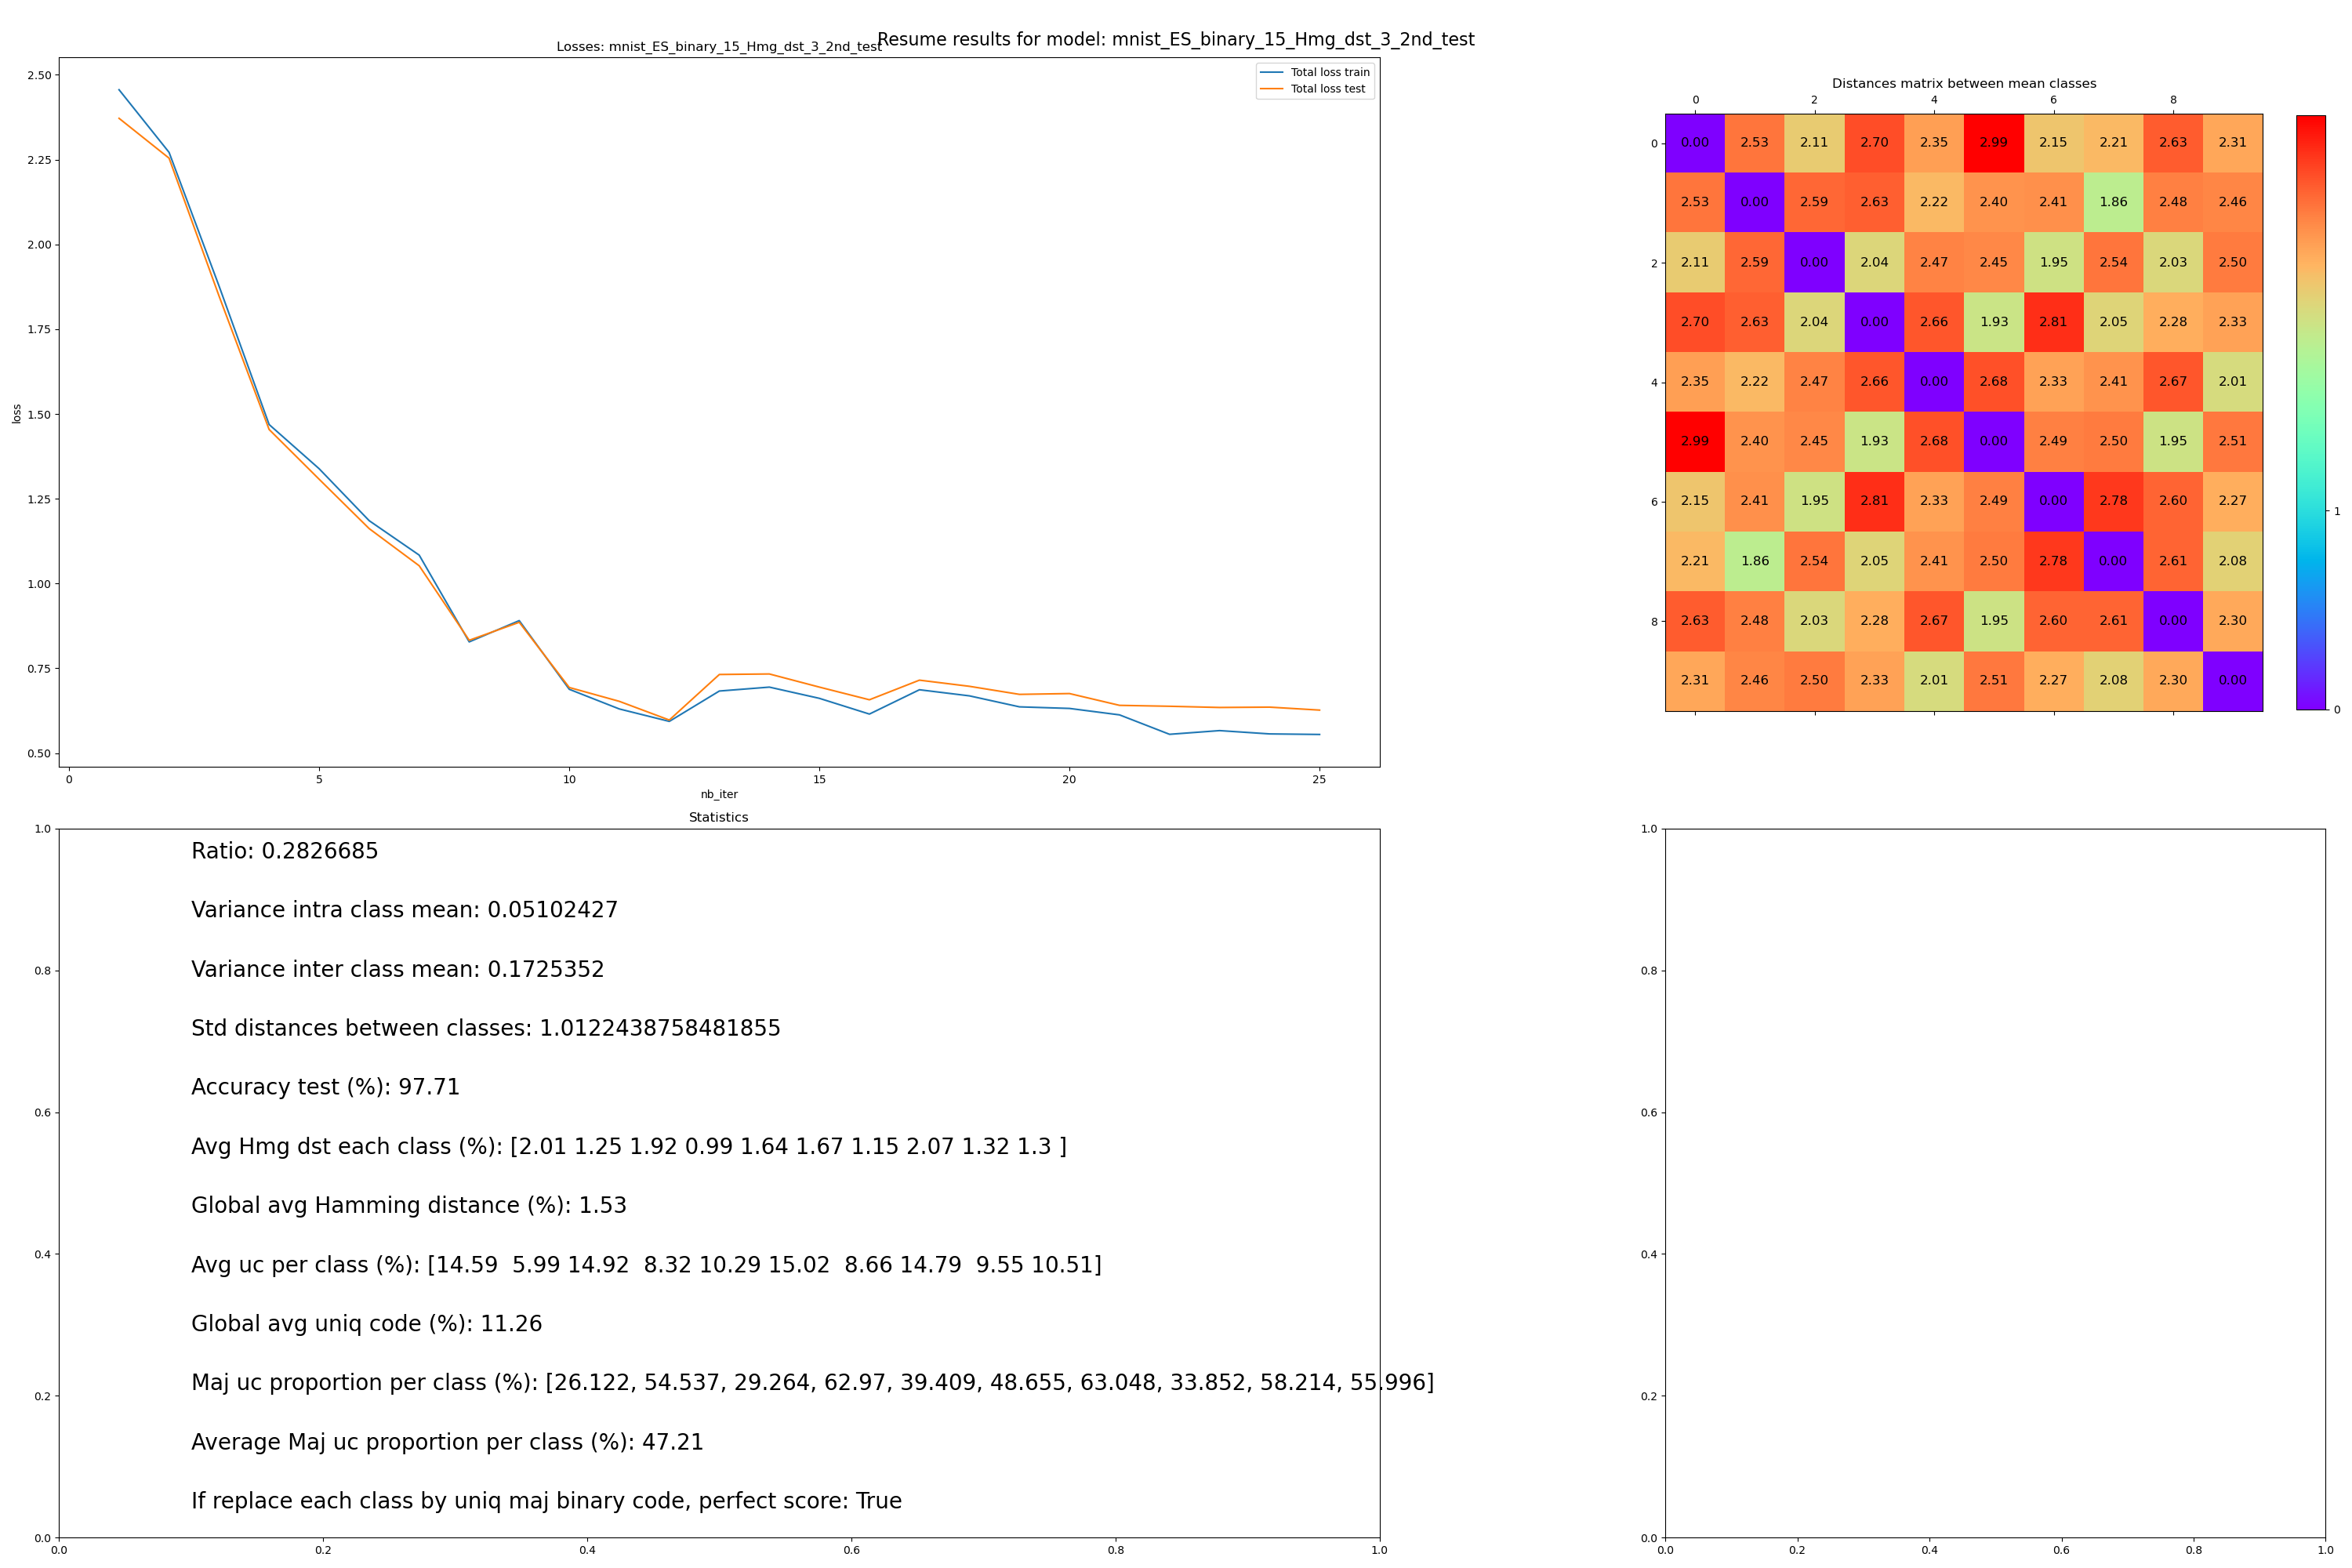 Resume results for model: mnist_ES_binary_15_Hmg_dst_3_2nd_test
Losses: mnist_ES_binary_15_Hmg_dst_3_2nd_test
Total loss train
Total loss test
2.50
2.25
2.00
1.75
1.50
1.25
1.00
0.75
0.50
loss
0 5 10 15 20 25
nb_iter
Distances matrix between mean classes
0 2 4 6 8
0 0.00 2.53 2.11 2.70 2.35 2.99 2.15 2.21 2.63 2.31
2.53 0.00 2.59 2.63 2.22 2.40 2.41 1.86 2.48 2.46
2 2.11 2.59 0.00 2.04 2.47 2.45 1.95 2.54 2.03 2.50
2.70 2.63 2.04 0.00 2.66 1.93 2.81 2.05 2.28 2.33
4 2.35 2.22 2.47 2.66 0.00 2.68 2.33 2.41 2.67 2.01
2.99 2.40 2.45 1.93 2.68 0.00 2.49 2.50 1.95 2.51
6 2.15 2.41 1.95 2.81 2.33 2.49 0.00 2.78 2.60 2.27
2.21 1.86 2.54 2.05 2.41 2.50 2.78 0.00 2.61 2.08
8 2.63 2.48 2.03 2.28 2.67 1.95 2.60 2.61 0.00 2.30
2.31 2.46 2.50 2.33 2.01 2.51 2.27 2.08 2.30 0.00
1
0
Statistics
Ratio: 0.2826685
Variance intra class mean: 0.05102427
Variance inter class mean: 0.1725352
Std distances between classes: 1.0122438758481855
Accuracy test (%): 97.71
Avg Hmg dst each class (%): [2.01 1.25 1.92 0.99 1.64 1.67 1.15 2.07 1.32 1.3 ]
Global avg Hamming distance (%): 1.53
Avg uc per class (%): [14.59  5.99 14.92  8.32 10.29 15.02  8.66 14.79  9.55 10.51]
Global avg uniq code (%): 11.26
Maj uc proportion per class (%): [26.122, 54.537, 29.264, 62.97, 39.409, 48.655, 63.048, 33.852, 58.214, 55.996]
Average Maj uc proportion per class (%): 47.21
If replace each class by uniq maj binary code, perfect score: True
1.0
0.8
0.6
0.4
0.2
0.0
0.0 0.2 0.4 0.6 0.8 1.0
1.0
0.8
0.6
0.4
0.2
0.0
0.0 0.2 0.4 0.6 0.8 1.0